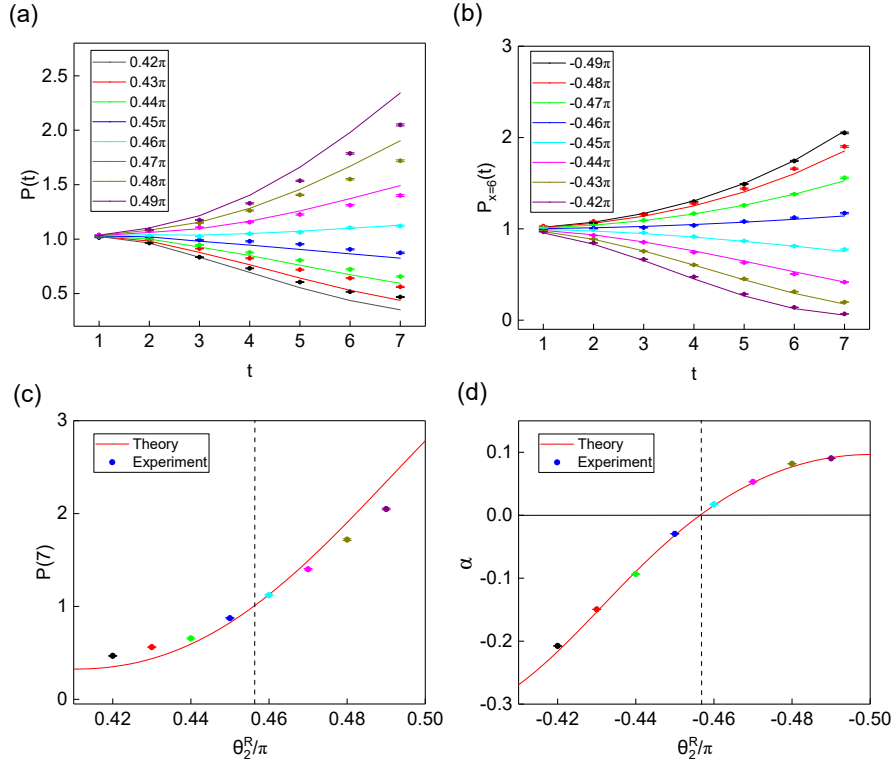 (a)
P(t)
2.5
2.0
1.5
1.0
0.5
0.42π
0.43π
0.44π
0.45π
0.46π
0.47π
0.48π
0.49π
1 2 3 4 5 6 7
t
(b)
Pₓ₌₆(t)
3
2
1
0
-0.49π
-0.48π
-0.47π
-0.46π
-0.45π
-0.44π
-0.43π
-0.42π
1 2 3 4 5 6 7
t
(c)
P(7)
3
2
1
0
Theory
Experiment
0.42 0.44 0.46 0.48 0.50
θ₂ᴿ/π
(d)
α
0.1
0.0
-0.1
-0.2
-0.3
Theory
Experiment
-0.42 -0.44 -0.46 -0.48 -0.50
θ₂ᴿ/π